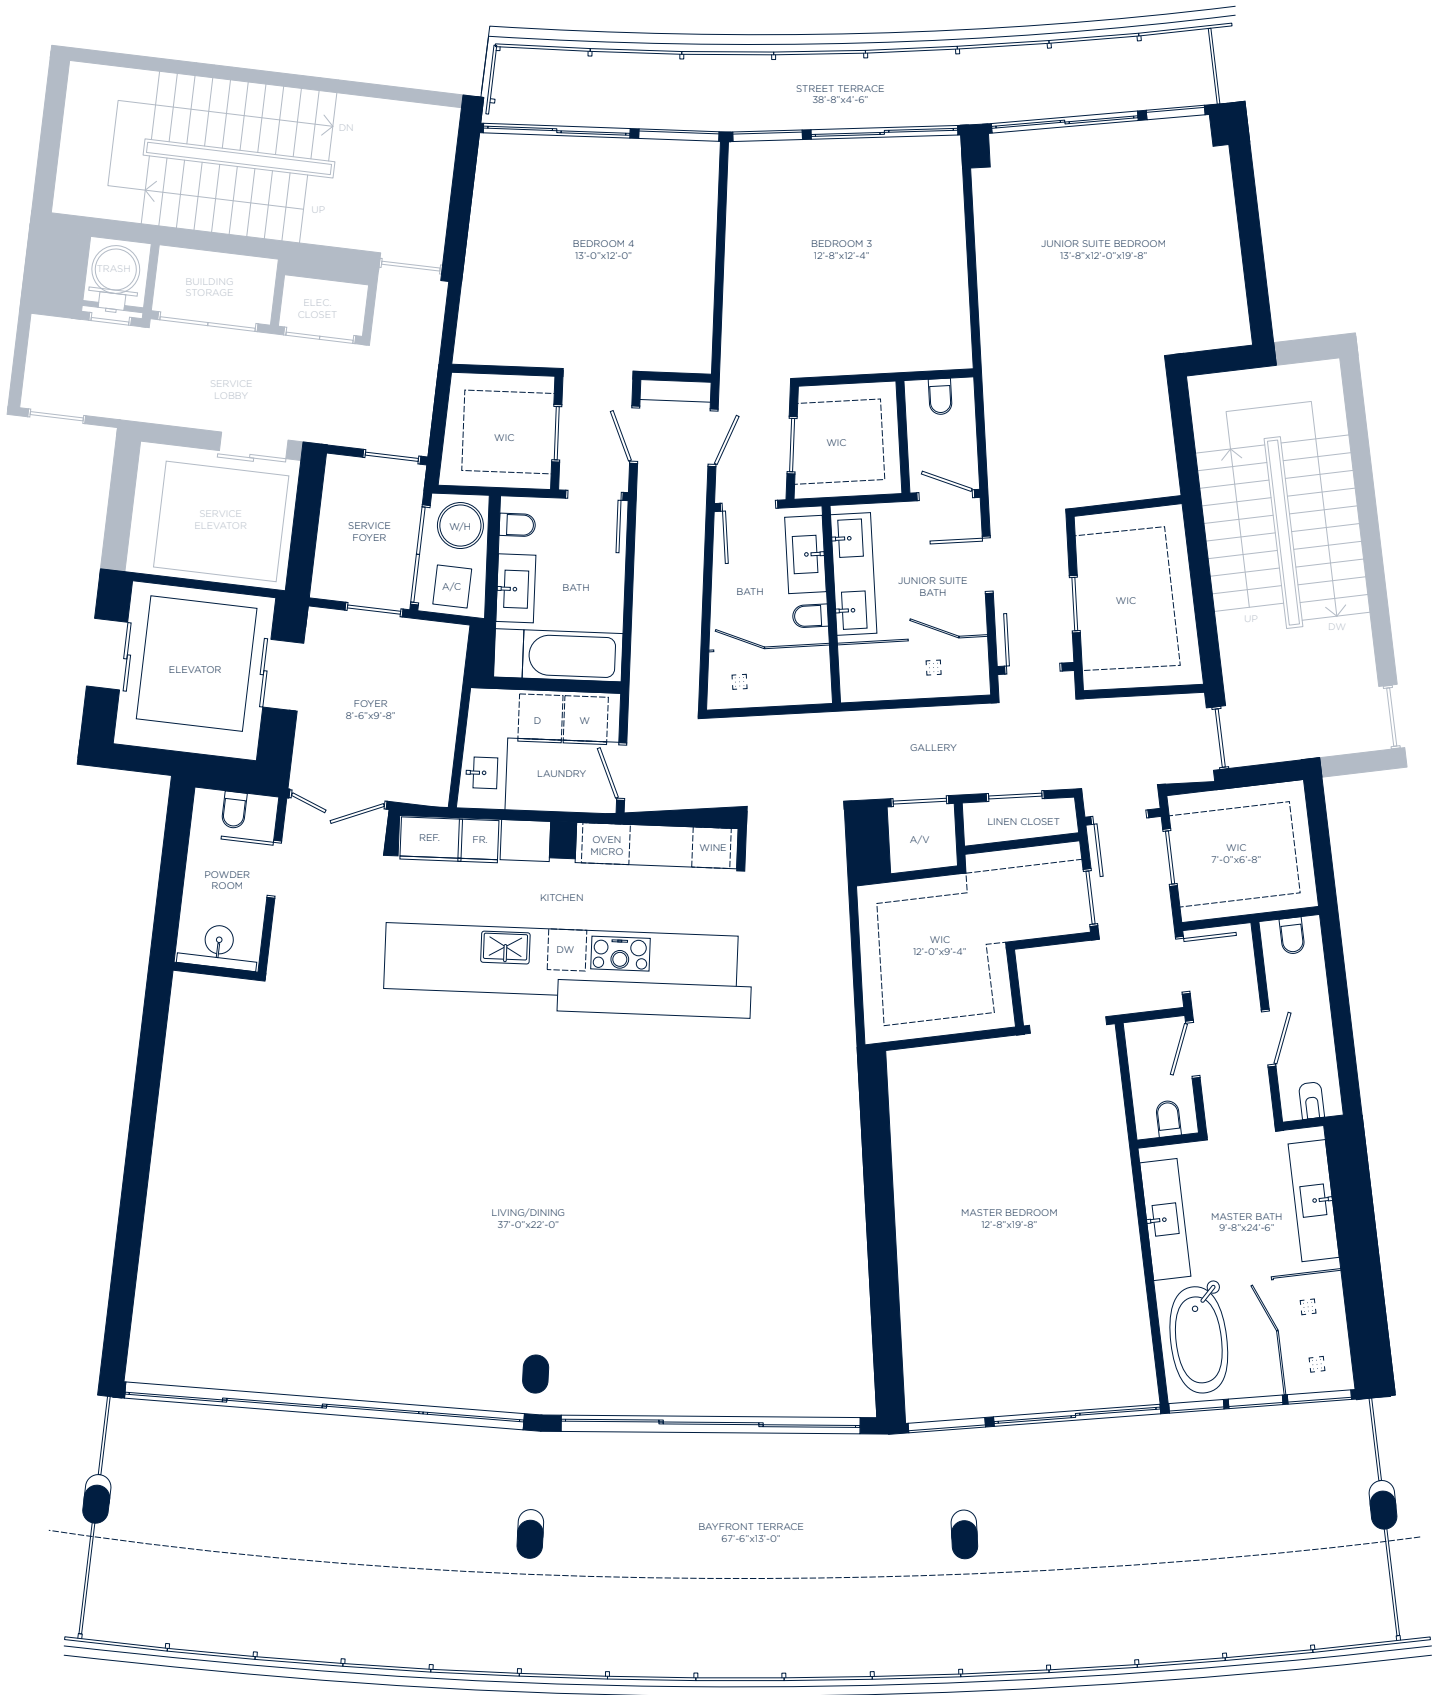 STREET TERRACE
38'-8"x4'-6"
DN
UP
BEDROOM 4
13'-0"x12'-0"
BEDROOM 3
12'-8"x12'-4"
JUNIOR SUITE BEDROOM
13'-8"x12'-0"x19'-8"
TRASH
BUILDING
STORAGE
ELEC.
CLOSET
SERVICE
LOBBY
WIC
WIC
SERVICE
ELEVATOR
SERVICE
FOYER
W/H
A/C
BATH
BATH
JUNIOR SUITE
BATH
WIC
UP
DW
ELEVATOR
FOYER
8'-6"x9'-8"
D
W
LAUNDRY
GALLERY
REF.
FR.
OVEN
MICRO
WINE
A/V
LINEN CLOSET
WIC
7'-0"x6'-8"
POWDER
ROOM
KITCHEN
DW
WIC
12'-0"x9'-4"
LIVING/DINING
37'-0"x22'-0"
MASTER BEDROOM
12'-8"x19'-8"
MASTER BATH
9'-8"x24'-6"
BAYFRONT TERRACE
67'-6"x13'-0"